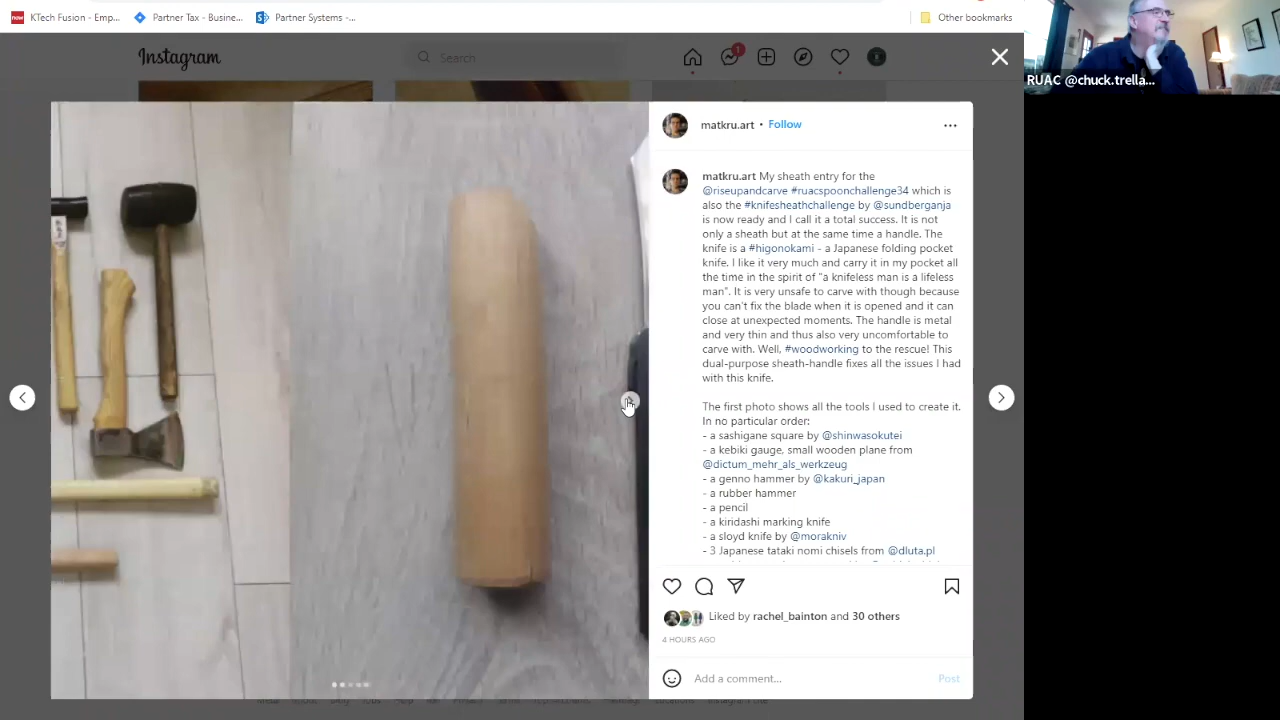 KTech Fusion - Emp...
Partner Tax - Busine...
Partner Systems -...
Other bookmarks
Instagram
Search
1
RUAC @chuck.trella...
matkru.art • Follow
matkru.art My sheath entry for the
@riseupandcarve #ruacspoonchallenge34 which is
also the #knifesheathchallenge by @sundberganja
is now ready and I call it a total success. It is not
only a sheath but at the same time a handle. The
knife is a #higonokami - a Japanese folding pocket
knife. I like it very much and carry it in my pocket all
the time in the spirit of "a knifeless man is a lifeless
man". It is very unsafe to carve with though because
you can't fix the blade when it is opened and it can
close at unexpected moments. The handle is metal
and very thin and thus also very uncomfortable to
carve with. Well, #woodworking to the rescue! This
dual-purpose sheath-handle fixes all the issues I had
with this knife.
The first photo shows all the tools I used to create it.
In no particular order:
- a sashigane square by @shinwasokutei
- a kebiki gauge, small wooden plane from
@dictum_mehr_als_werkzeug
- a genno hammer by @kakuri_japan
- a rubber hammer
- a pencil
- a kiridashi marking knife
- a sloyd knife by @morakniv
- 3 Japanese tataki nomi chisels from @dluta.pl
Liked by rachel_bainton and 30 others
4 HOURS AGO
Add a comment...
Post